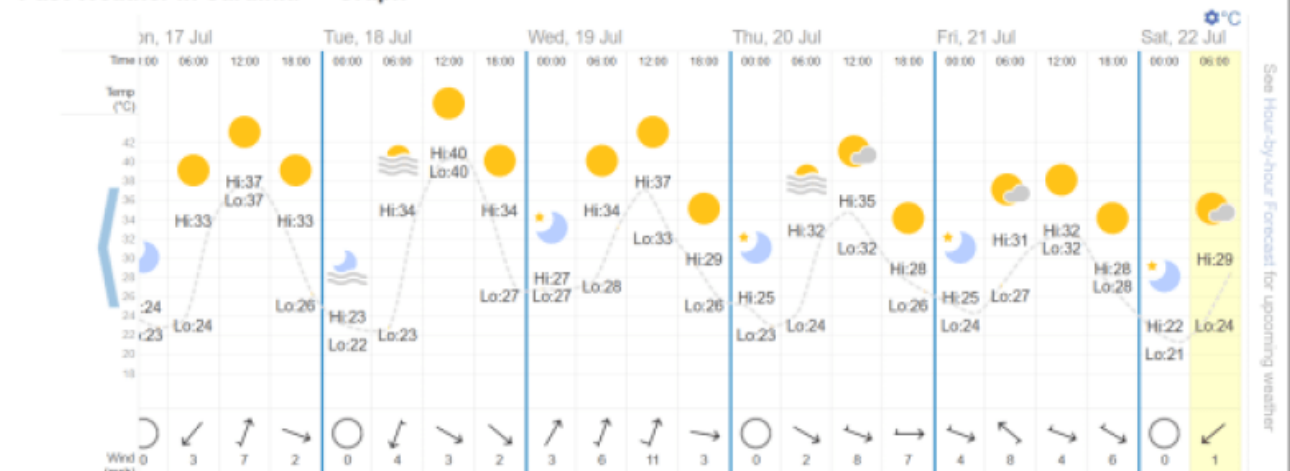 °C
Mon, 17 Jul Tue, 18 Jul Wed, 19 Jul Thu, 20 Jul Fri, 21 Jul Sat, 22 Jul
Time 06:00 12:00 18:00 00:00 06:00 12:00 18:00 00:00 06:00 12:00 18:00 00:00 06:00 12:00 18:00 00:00 06:00 12:00 18:00 00:00 06:00
Temp
(°C)
42
40
38
36
34
32
30
28
26
24
22
20
18
:24
:23
Hi:33
Lo:24
Hi:37
Lo:37
Hi:33
Lo:26
Hi:23
Lo:22
Hi:34
Lo:23
Hi:40
Lo:40
Hi:34
Lo:27
Hi:27
Lo:27
Hi:34
Lo:28
Hi:37
Lo:33
Hi:29
Lo:26
Hi:25
Lo:23
Hi:32
Lo:24
Hi:35
Lo:32
Hi:28
Lo:26
Hi:25
Lo:24
Hi:31
Lo:27
Hi:32
Lo:32
Hi:28
Lo:28
Hi:22
Lo:21
Hi:29
Lo:24
Wind 0 3 7 2 0 4 3 2 3 6 11 3 0 2 8 7 4 8 4 6 0 1
(mph)
See Hour-by-hour Forecast for upcoming weather